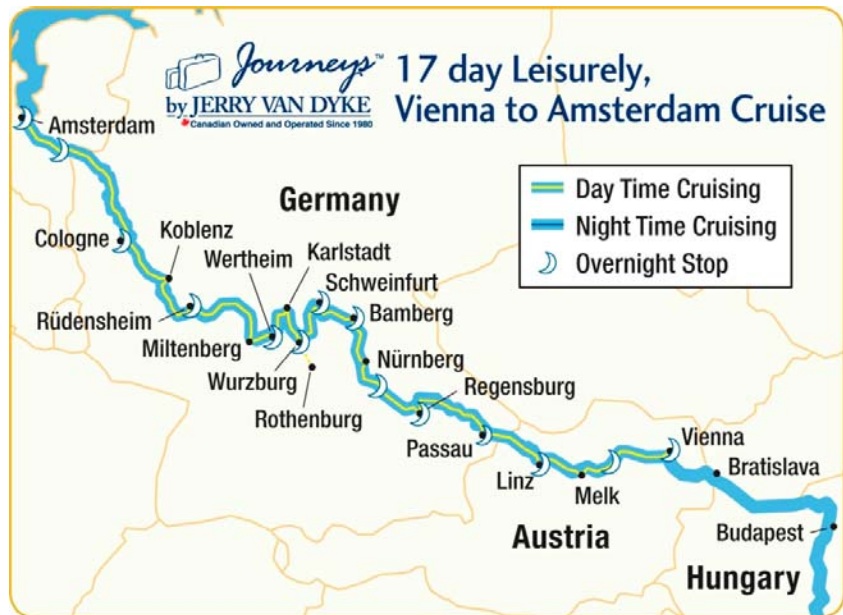 Journeys™
by JERRY VAN DYKE
Canadian Owned and Operated Since 1980
17 day Leisurely,
Vienna to Amsterdam Cruise
Day Time Cruising
Night Time Cruising
Overnight Stop
Amsterdam
Germany
Cologne
Koblenz
Wertheim
Karlstadt
Schweinfurt
Rüdensheim
Bamberg
Miltenberg
Nürnberg
Wurzburg
Regensburg
Rothenburg
Passau
Vienna
Linz
Melk
Bratislava
Austria
Budapest
Hungary